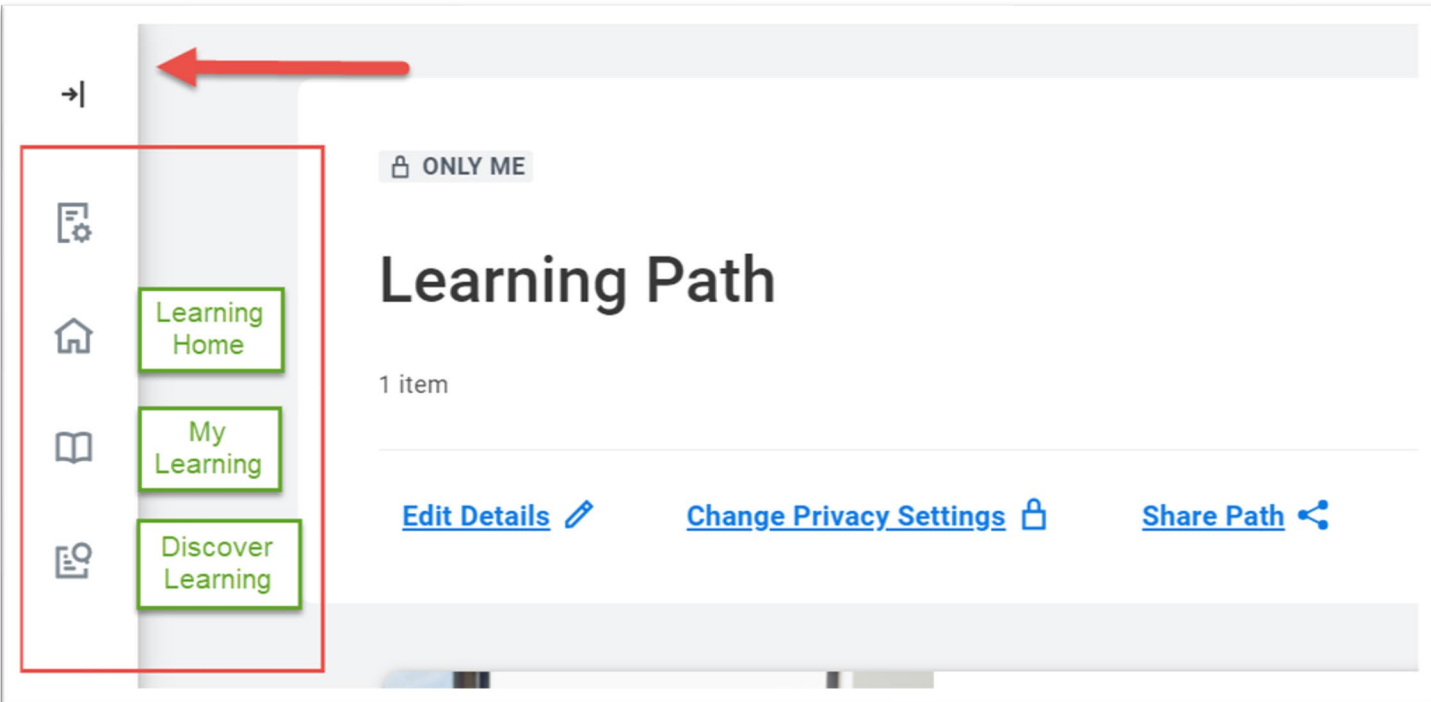 ONLY ME
Learning Path
Learning
Home
1 item
My
Learning
Edit Details
Change Privacy Settings
Share Path
Discover
Learning